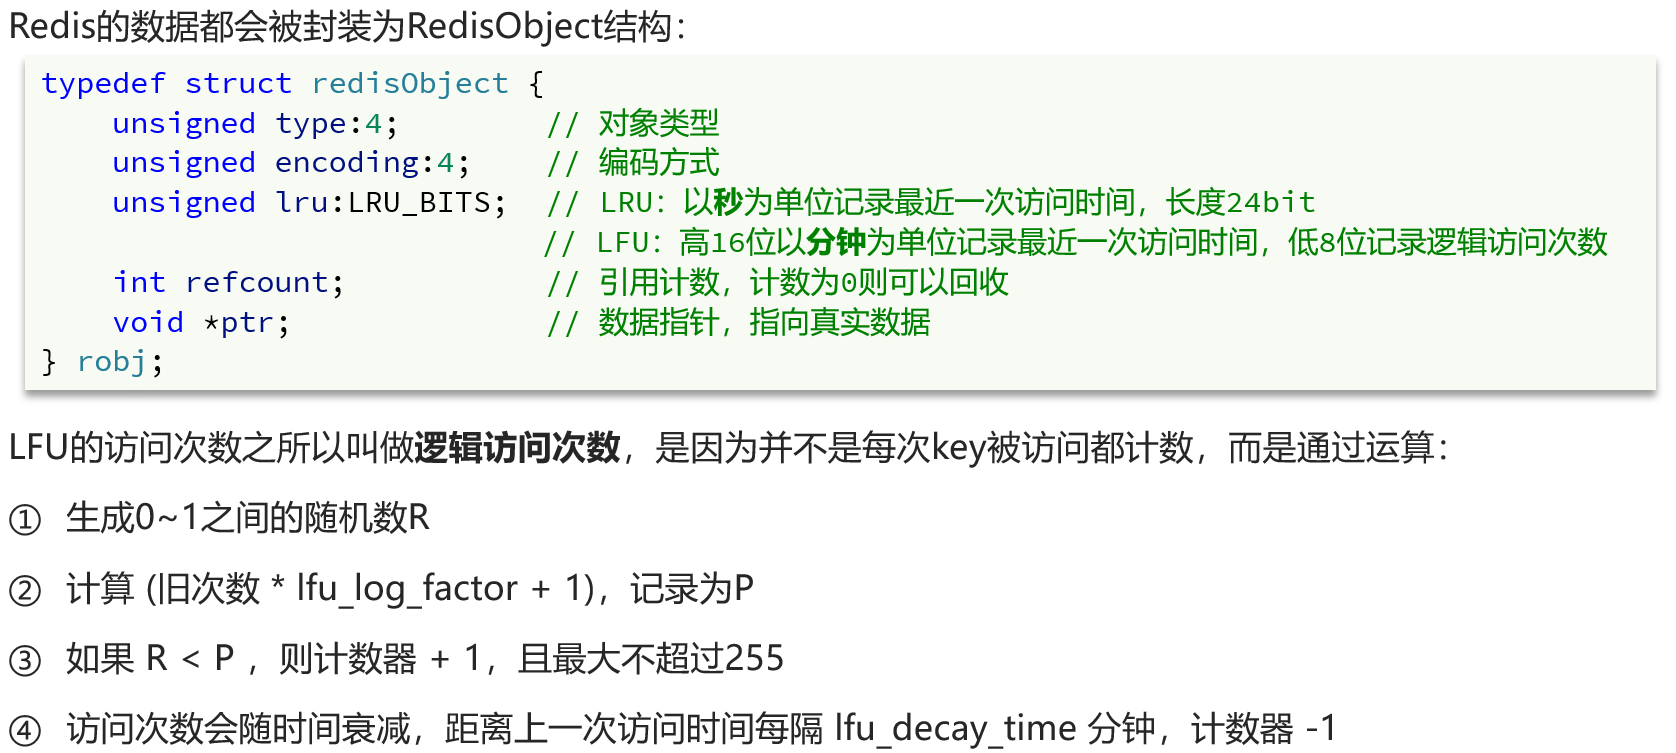 Redis的数据都会被封装为RedisObject结构：
typedef struct redisObject {
    unsigned type:4;        // 对象类型
    unsigned encoding:4;    // 编码方式
    unsigned lru:LRU_BITS;  // LRU：以秒为单位记录最近一次访问时间，长度24bit
                            // LFU：高16位以分钟为单位记录最近一次访问时间，低8位记录逻辑访问次数
    int refcount;           // 引用计数，计数为0则可以回收
    void *ptr;              // 数据指针，指向真实数据
} robj;
LFU的访问次数之所以叫做逻辑访问次数，是因为并不是每次key被访问都计数，而是通过运算：
① 生成0~1之间的随机数R
② 计算 (旧次数 * lfu_log_factor + 1)，记录为P
③ 如果 R < P ，则计数器 + 1，且最大不超过255
④ 访问次数会随时间衰减，距离上一次访问时间每隔 lfu_decay_time 分钟，计数器 -1